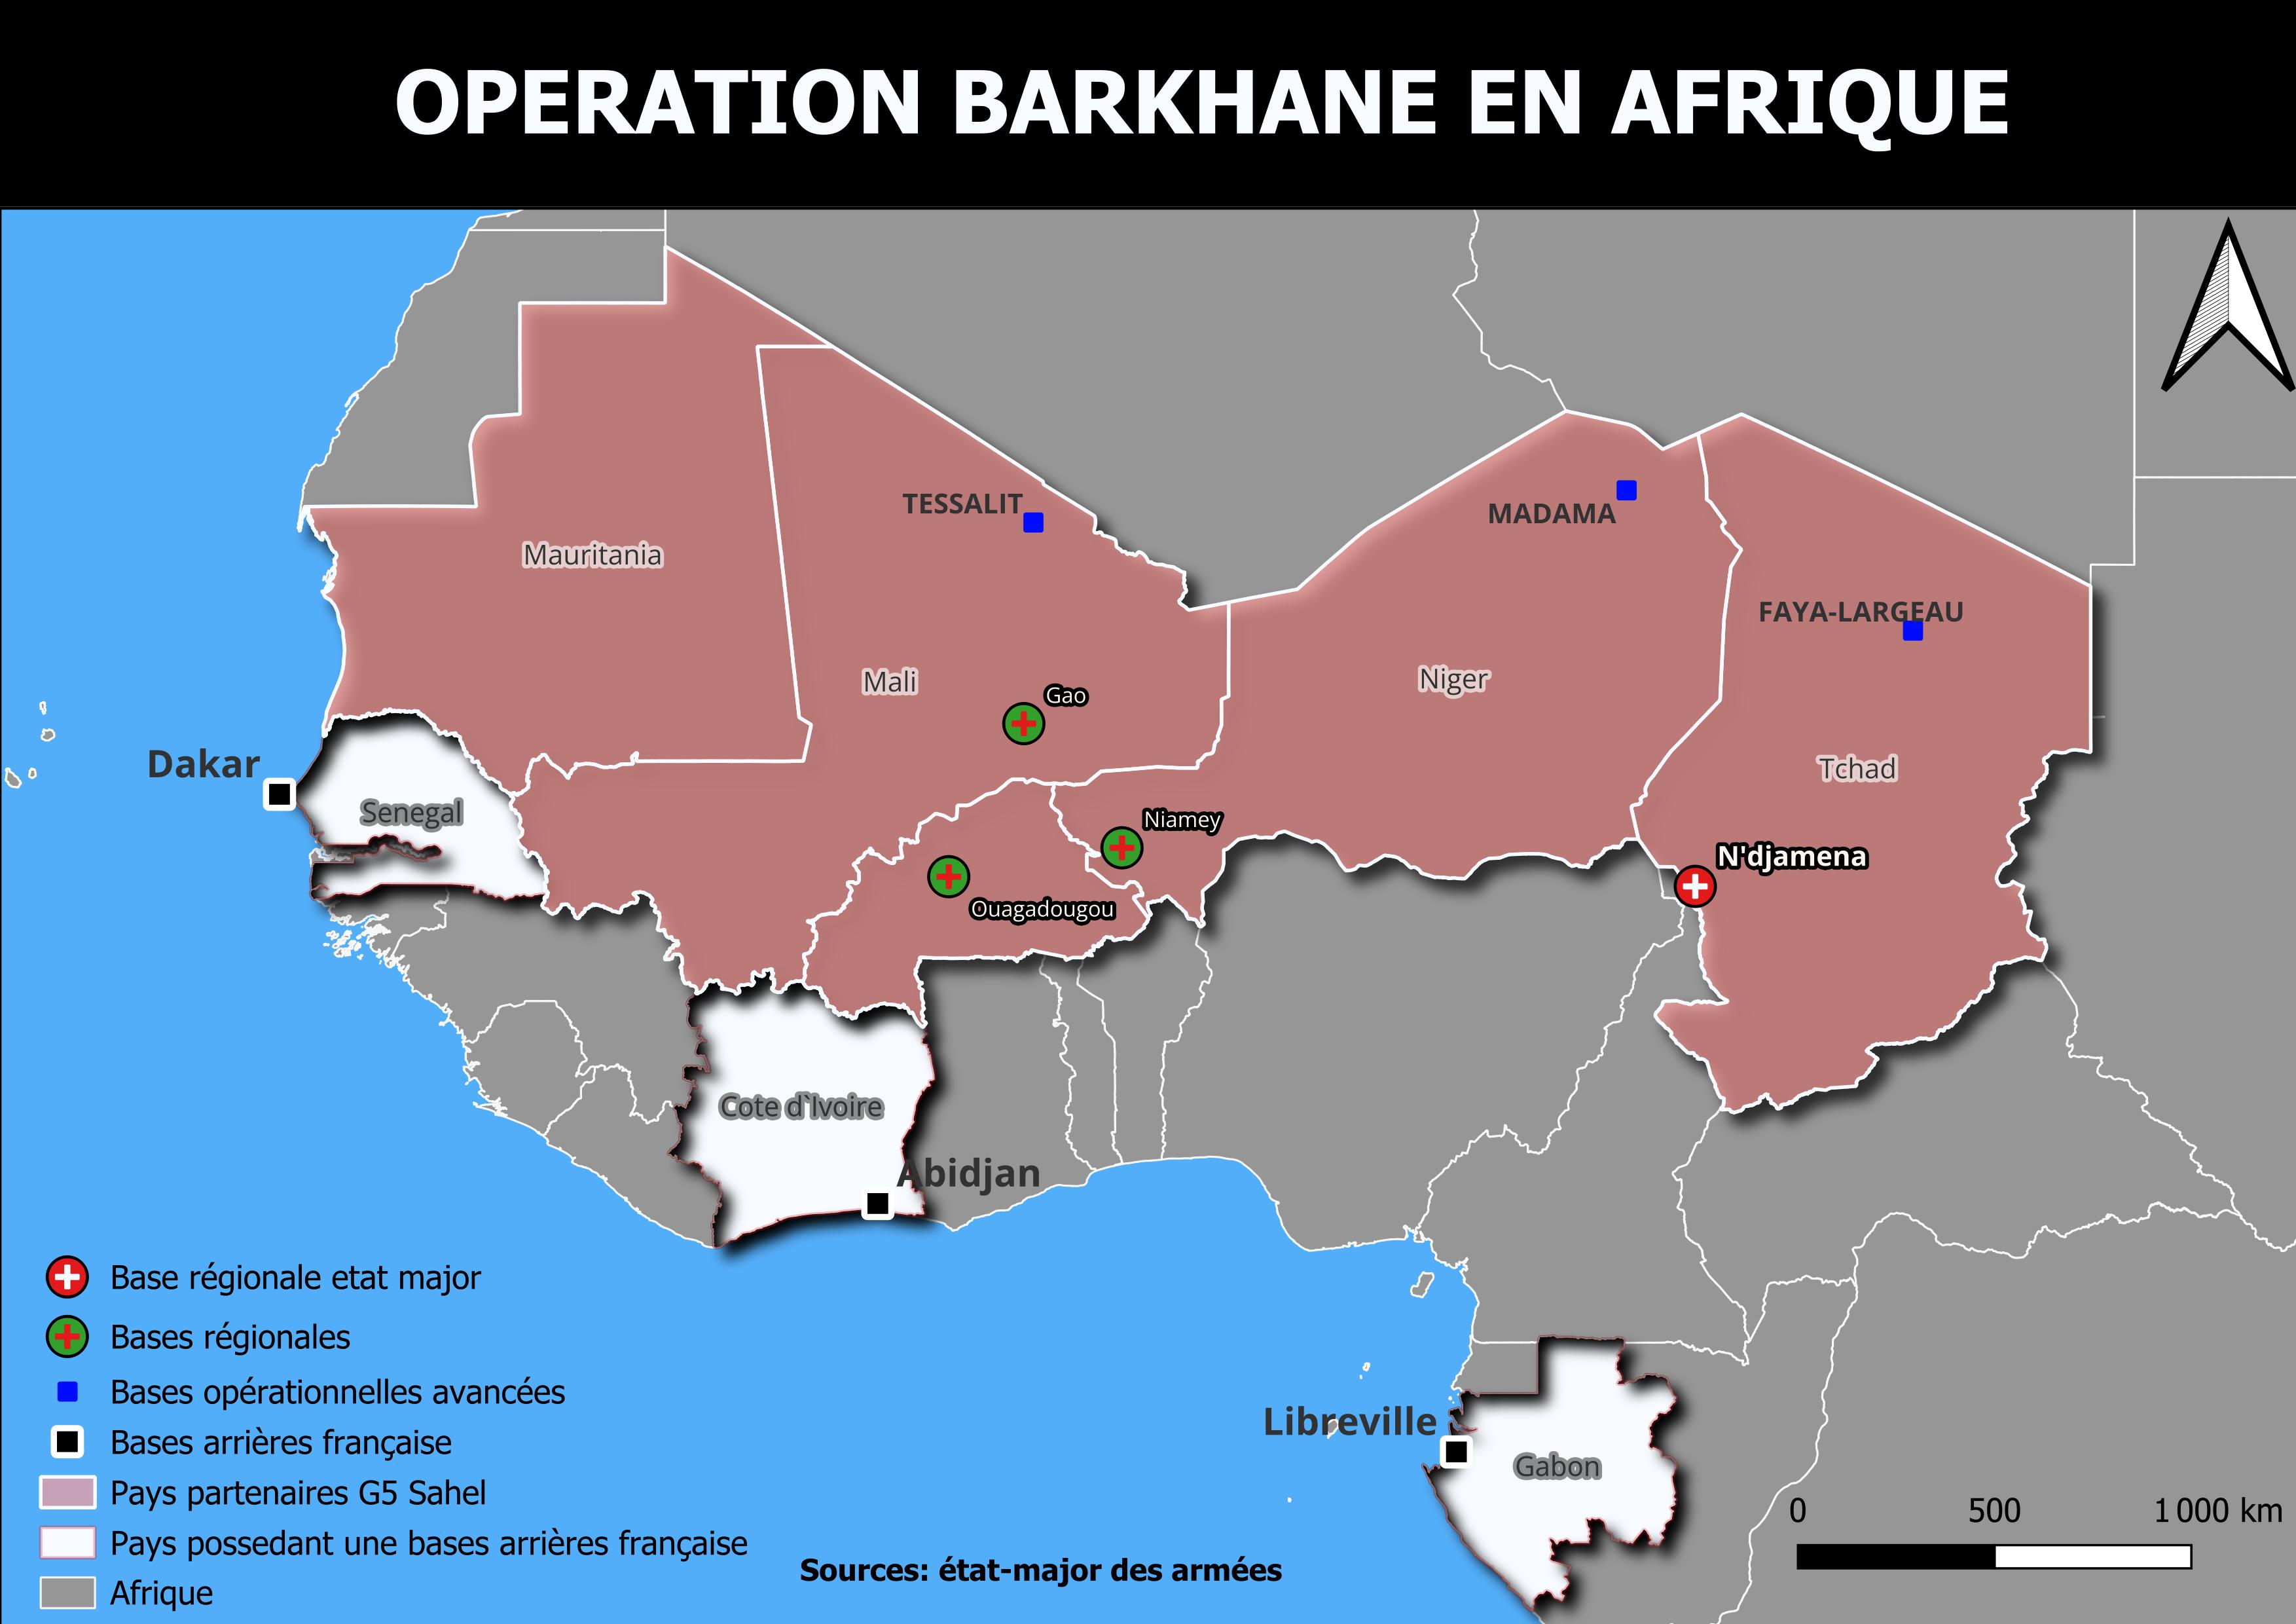 OPERATION BARKHANE EN AFRIQUE
TESSALIT
MADAMA
Mauritania
FAYA-LARGEAU
Mali
Niger
Gao
Dakar
Tchad
Senegal
Niamey
N'djamena
Ouagadougou
Cote d`Ivoire
Abidjan
Base régionale etat major
Bases régionales
Bases opérationnelles avancées
Bases arrières française
Pays partenaires G5 Sahel
Pays possedant une bases arrières française
Afrique
Libreville
Gabon
Sources: état-major des armées
0 500 1 000 km